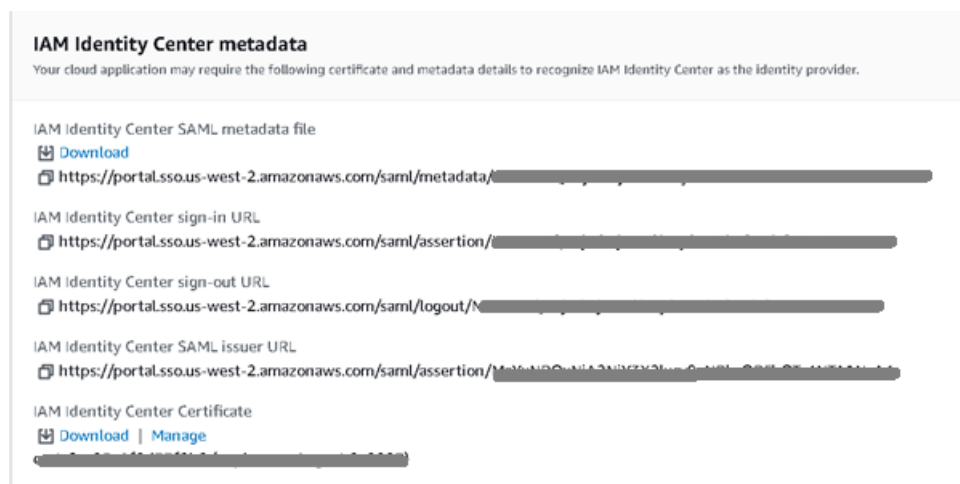 IAM Identity Center metadata
Your cloud application may require the following certificate and metadata details to recognize IAM Identity Center as the identity provider.
IAM Identity Center SAML metadata file
Download
https://portal.sso.us-west-2.amazonaws.com/saml/metadata/
IAM Identity Center sign-in URL
https://portal.sso.us-west-2.amazonaws.com/saml/assertion/
IAM Identity Center sign-out URL
https://portal.sso.us-west-2.amazonaws.com/saml/logout/
IAM Identity Center SAML issuer URL
https://portal.sso.us-west-2.amazonaws.com/saml/assertion/
IAM Identity Center Certificate
Download | Manage